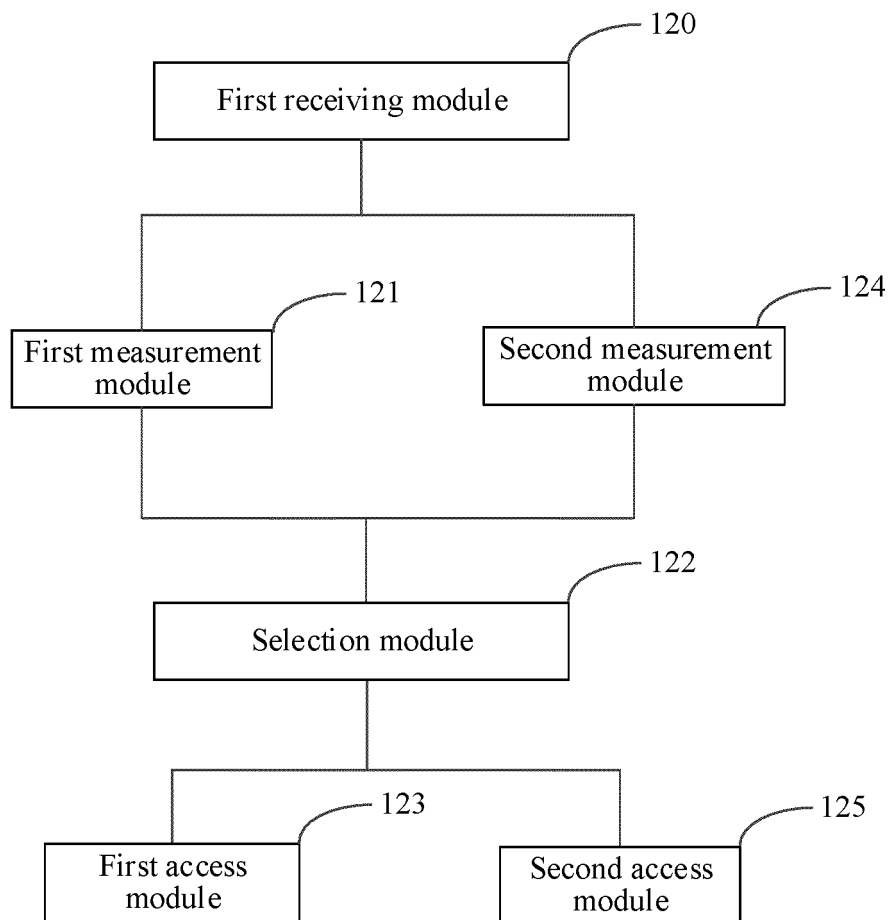 120
First receiving module
121
124
First measurement
module
Second measurement
module
122
Selection module
123
125
First access
module
Second access
module